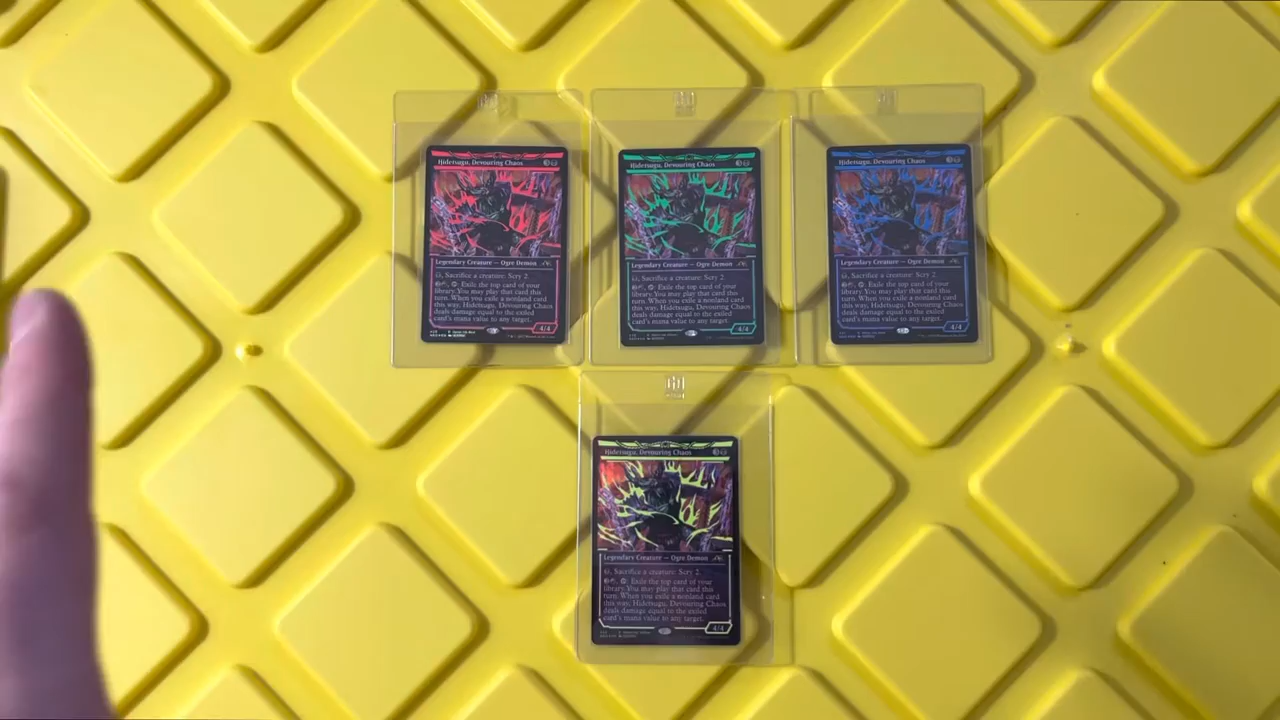 Hidetsugu, Devouring Chaos
Legendary Creature — Ogre Demon
, Sacrifice a creature: Scry 2.
, : Exile the top card of your
library. You may play that card this
turn. When you exile a nonland card
this way, Hidetsugu, Devouring Chaos
deals damage equal to the exiled
card's mana value to any target.
4/4
Hidetsugu, Devouring Chaos
Legendary Creature — Ogre Demon
, Sacrifice a creature: Scry 2.
, : Exile the top card of your
library. You may play that card this
turn. When you exile a nonland card
this way, Hidetsugu, Devouring Chaos
deals damage equal to the exiled
card's mana value to any target.
4/4
Hidetsugu, Devouring Chaos
Legendary Creature — Ogre Demon
, Sacrifice a creature: Scry 2.
, : Exile the top card of your
library. You may play that card this
turn. When you exile a nonland card
this way, Hidetsugu, Devouring Chaos
deals damage equal to the exiled
card's mana value to any target.
4/4
Hidetsugu, Devouring Chaos
Legendary Creature — Ogre Demon
, Sacrifice a creature: Scry 2.
, : Exile the top card of your
library. You may play that card this
turn. When you exile a nonland card
this way, Hidetsugu, Devouring Chaos
deals damage equal to the exiled
card's mana value to any target.
4/4